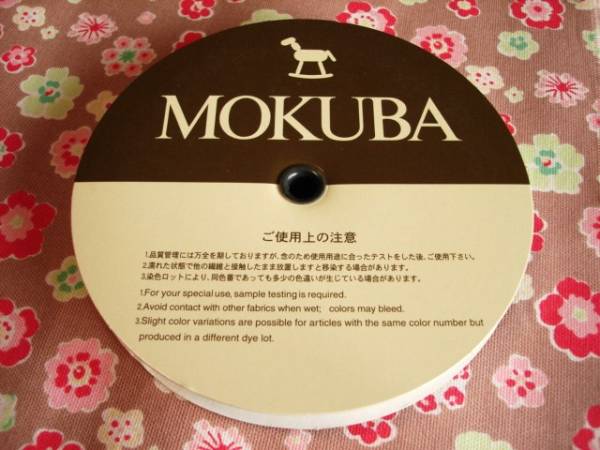 MOKUBA
ご使用上の注意
1.品質管理には万全を期しておりますが、念のため使用用途に合ったテストをした後、ご使用下さい。
2.濡れた状態で他の繊維と接触したまま放置しますと移染する場合があります。
3.染色ロットにより、同色番であっても多少の色違いが生じている場合があります。
1.For your special use, sample testing is required.
2.Avoid contact with other fabrics when wet; colors may bleed.
3.Slight color variations are possible for articles with the same color number but
produced in a different dye lot.